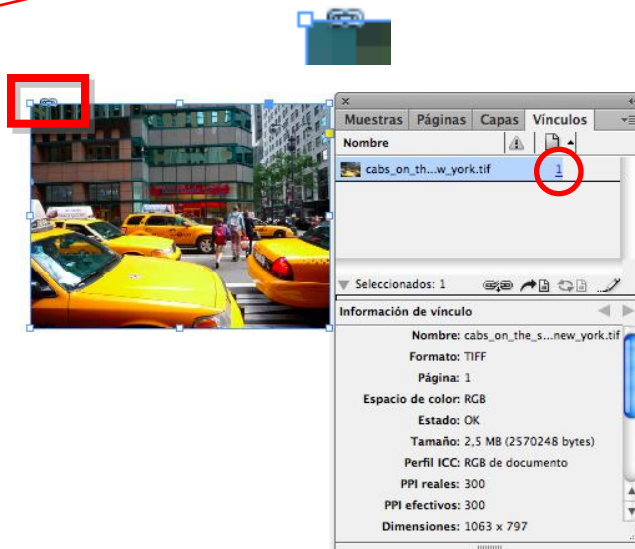 Muestras Páginas Capas Vínculos
Nombre
cabs_on_th...w_york.tif 1
Seleccionados: 1
Información de vínculo
Nombre: cabs_on_the_s...new_york.tif
Formato: TIFF
Página: 1
Espacio de color: RGB
Estado: OK
Tamaño: 2,5 MB (2570248 bytes)
Perfil ICC: RGB de documento
PPI reales: 300
PPI efectivos: 300
Dimensiones: 1063 x 797